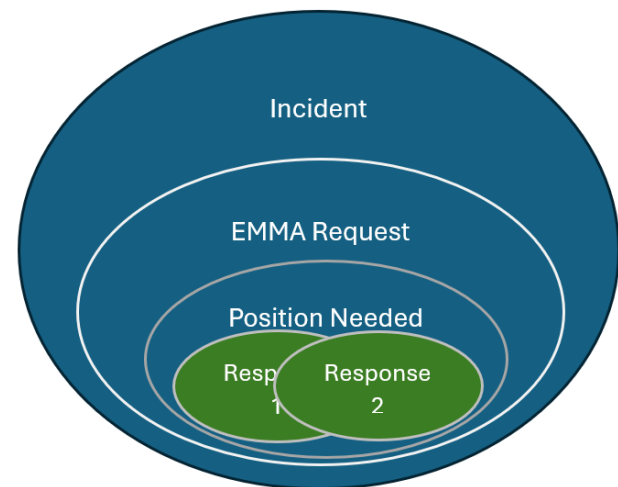 Incident
EMMA Request
Position Needed
Resp
1
Response
2